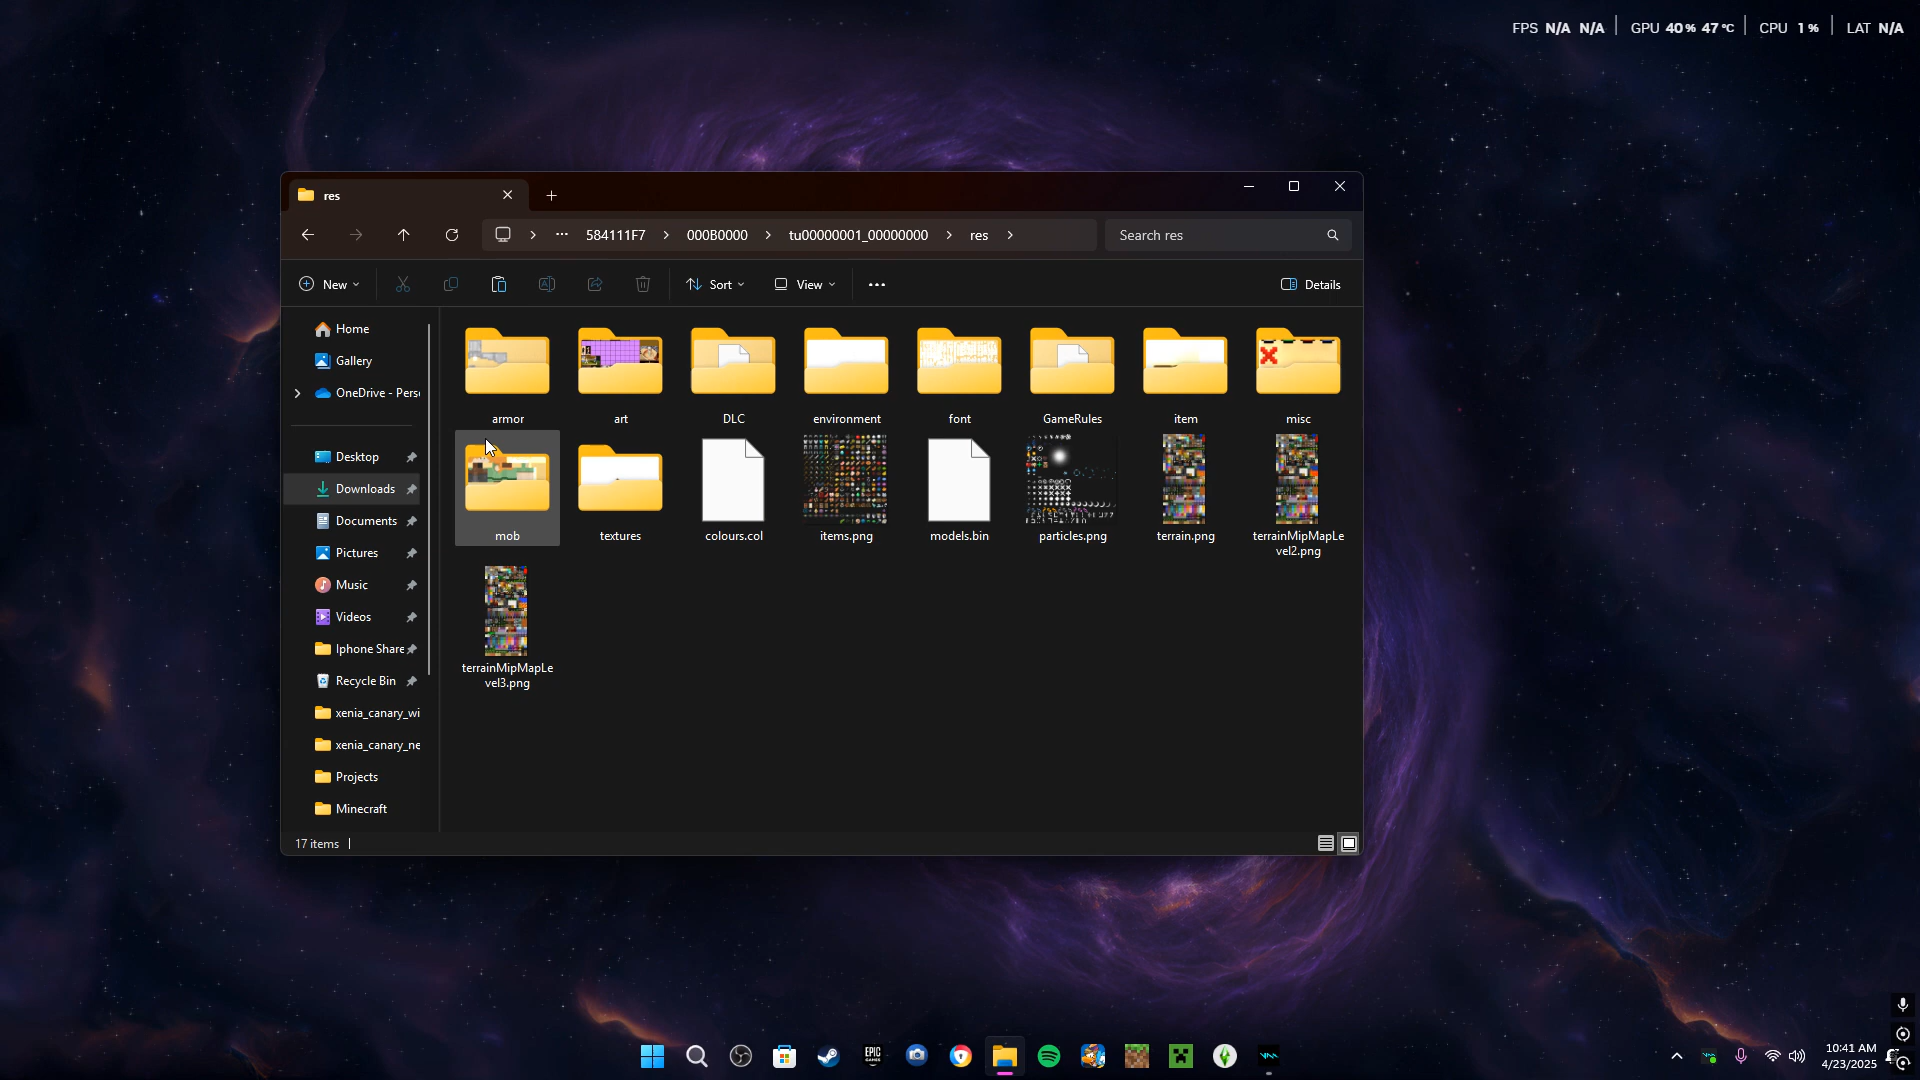 FPS N/A N/A GPU 40% 47°C CPU 1% LAT N/A
res
584111F7 000B0000 tu00000001_00000000 res
Search res
New Sort View Details
Home
Gallery
OneDrive - Pers
Desktop
Downloads
Documents
Pictures
Music
Videos
Iphone Share
Recycle Bin
xenia_canary_wi
xenia_canary_ne
Projects
Minecraft
armor art DLC environment font GameRules item misc
mob textures colours.col items.png models.bin particles.png terrain.png terrainMipMapLe
vel2.png
terrainMipMapLe
vel3.png
17 items
EPIC
GAMES
10:41 AM
4/23/2025